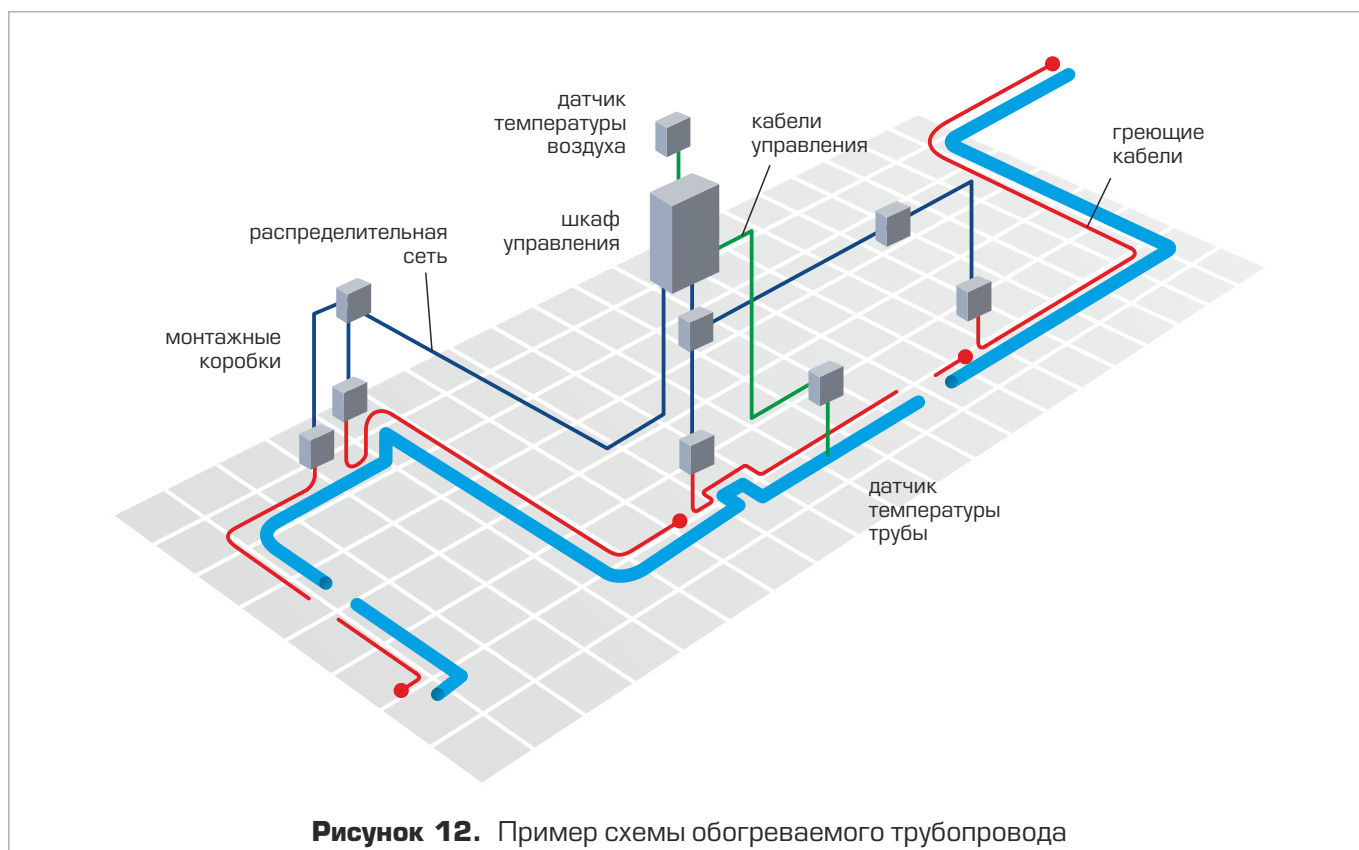 датчик
температуры
воздуха
кабели
управления
греющие
кабели
шкаф
управления
распределительная
сеть
монтажные
коробки
датчик
температуры
трубы
Рисунок 12. Пример схемы обогреваемого трубопровода